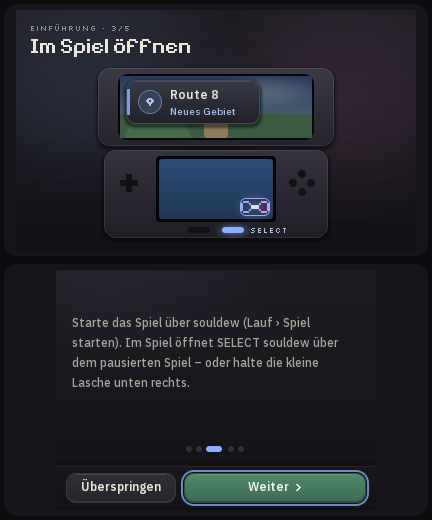 EINFÜHRUNG · 3/5
Im Spiel öffnen
Route 8
Neues Gebiet
SELECT
Starte das Spiel über souldew (Lauf › Spiel
starten). Im Spiel öffnet SELECT souldew über
dem pausierten Spiel – oder halte die kleine
Lasche unten rechts.
Überspringen
Weiter ›